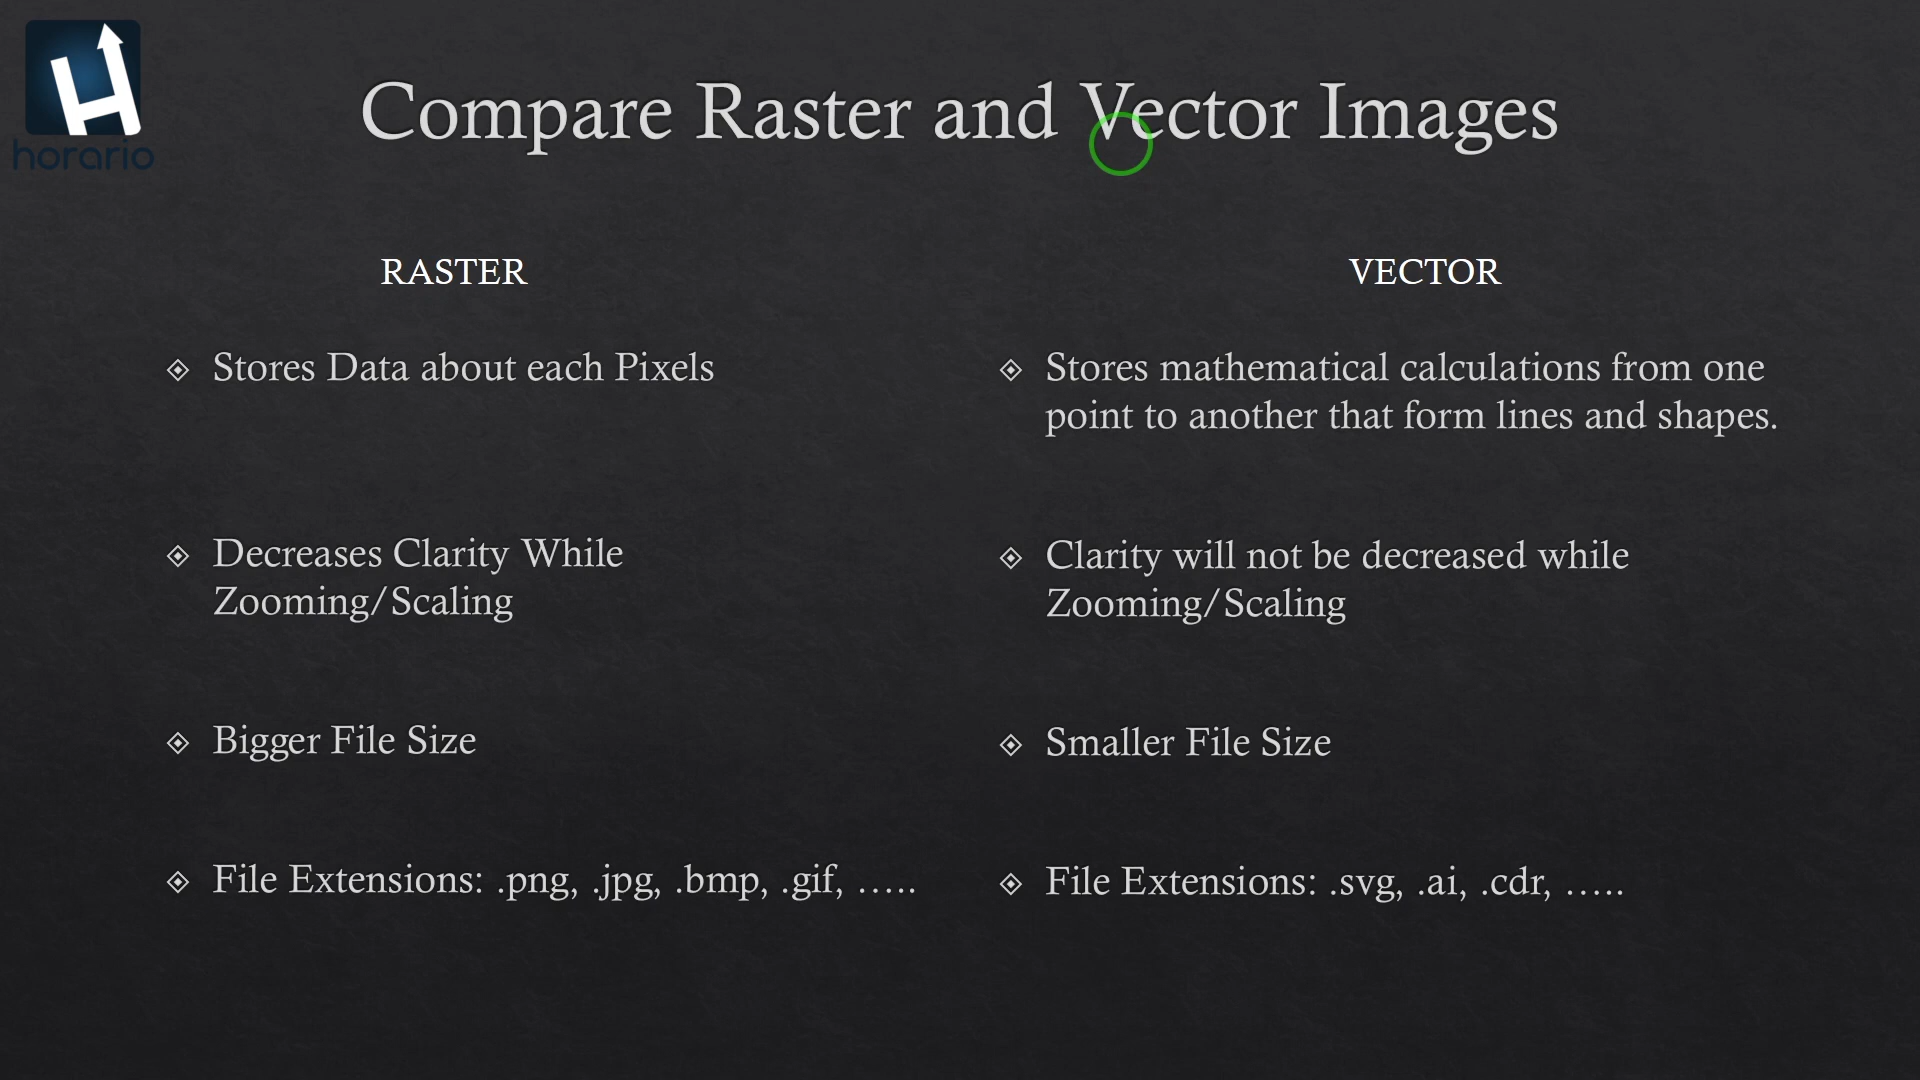 horario
Compare Raster and Vector Images
RASTER
Stores Data about each Pixels
Decreases Clarity While
Zooming/Scaling
Bigger File Size
File Extensions: .png, .jpg, .bmp, .gif, .....
VECTOR
Stores mathematical calculations from one
point to another that form lines and shapes.
Clarity will not be decreased while
Zooming/Scaling
Smaller File Size
File Extensions: .svg, .ai, .cdr, .....